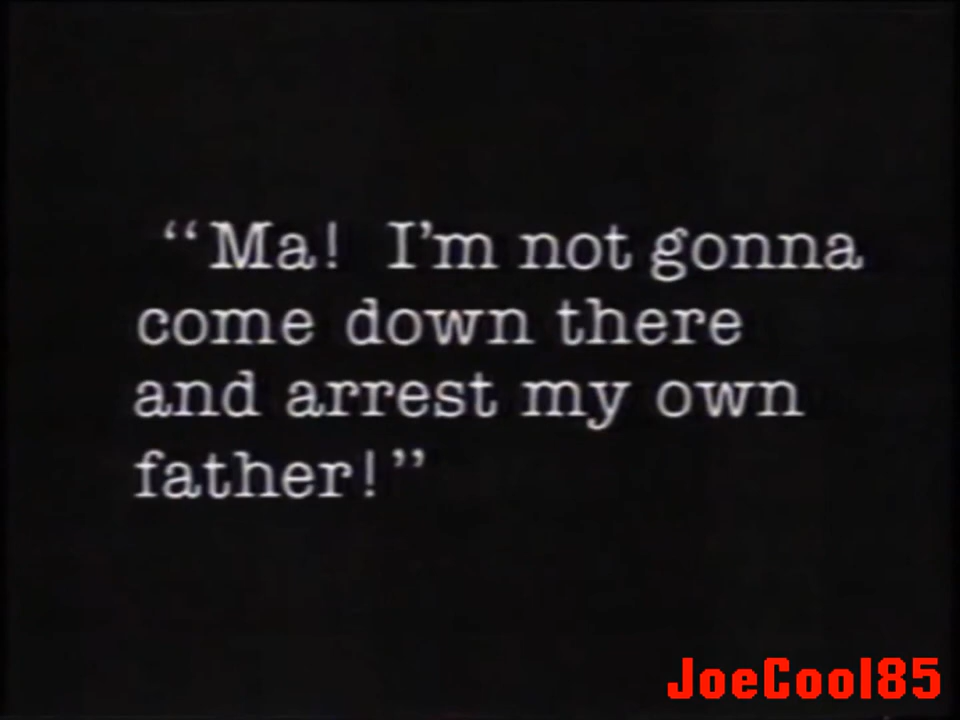 “Ma! I’m not gonna
come down there
and arrest my own
father!”
JoeCool85